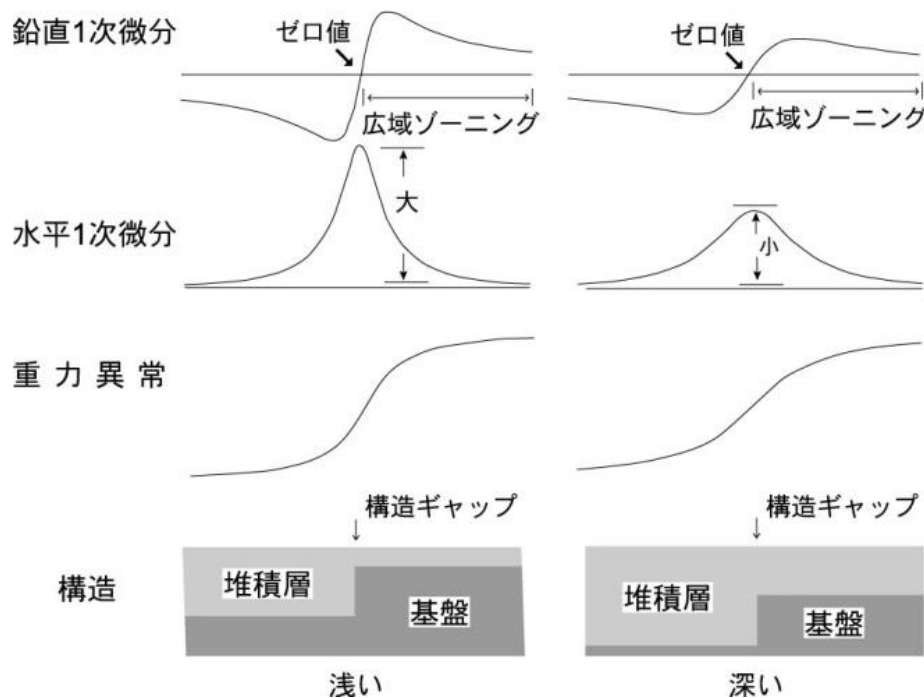 鉛直1次微分
ゼロ値
ゼロ値
広域ゾーニング
広域ゾーニング
水平1次微分
大
小
重力異常
構造ギャップ
構造ギャップ
構造
堆積層
基盤
堆積層
基盤
浅い
深い